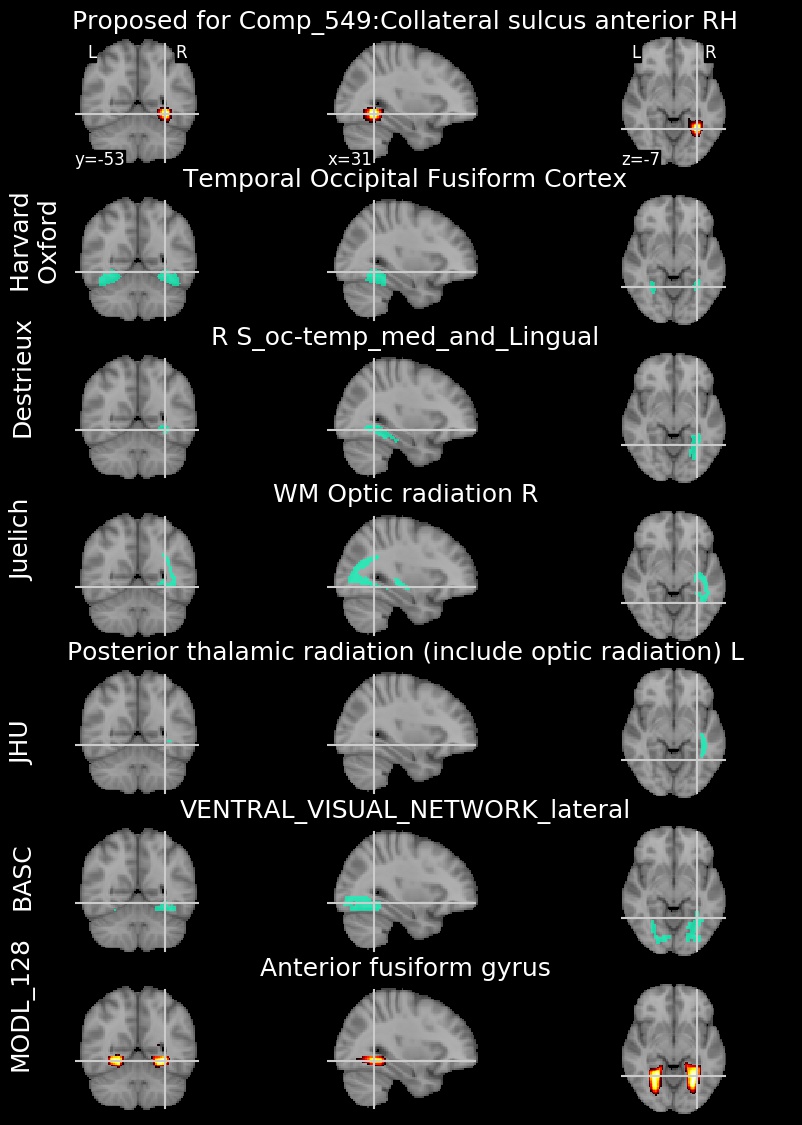 Proposed for Comp_549:Collateral sulcus anterior RH
L R L R
y=-53 x=31 z=-7
Temporal Occipital Fusiform Cortex
Harvard
Oxford
R S_oc-temp_med_and_Lingual
Destrieux
WM Optic radiation R
Juelich
Posterior thalamic radiation (include optic radiation) L
JHU
VENTRAL_VISUAL_NETWORK_lateral
BASC
Anterior fusiform gyrus
MODL_128